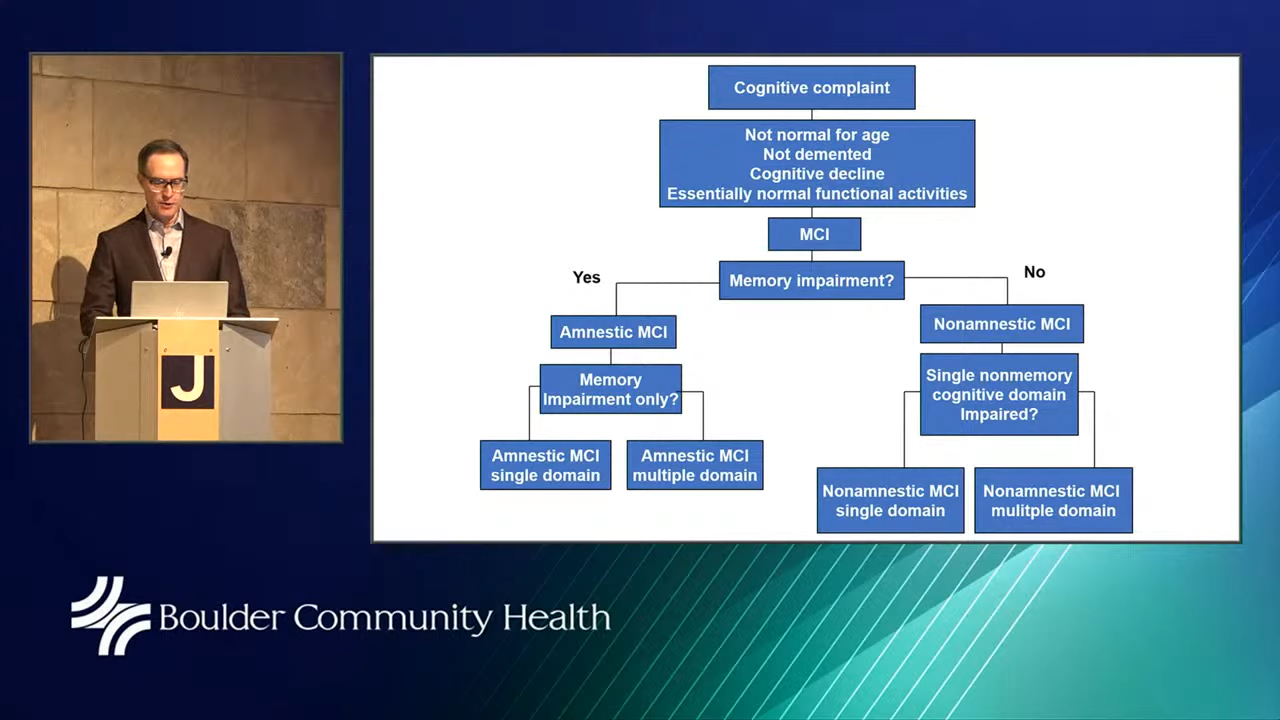 Cognitive complaint
Not normal for age
Not demented
Cognitive decline
Essentially normal functional activities
MCI
Memory impairment?
Yes
No
Amnestic MCI
Nonamnestic MCI
Memory
Impairment only?
Single nonmemory
cognitive domain
Impaired?
Amnestic MCI
single domain
Amnestic MCI
multiple domain
Nonamnestic MCI
single domain
Nonamnestic MCI
mulitple domain
J
Boulder Community Health